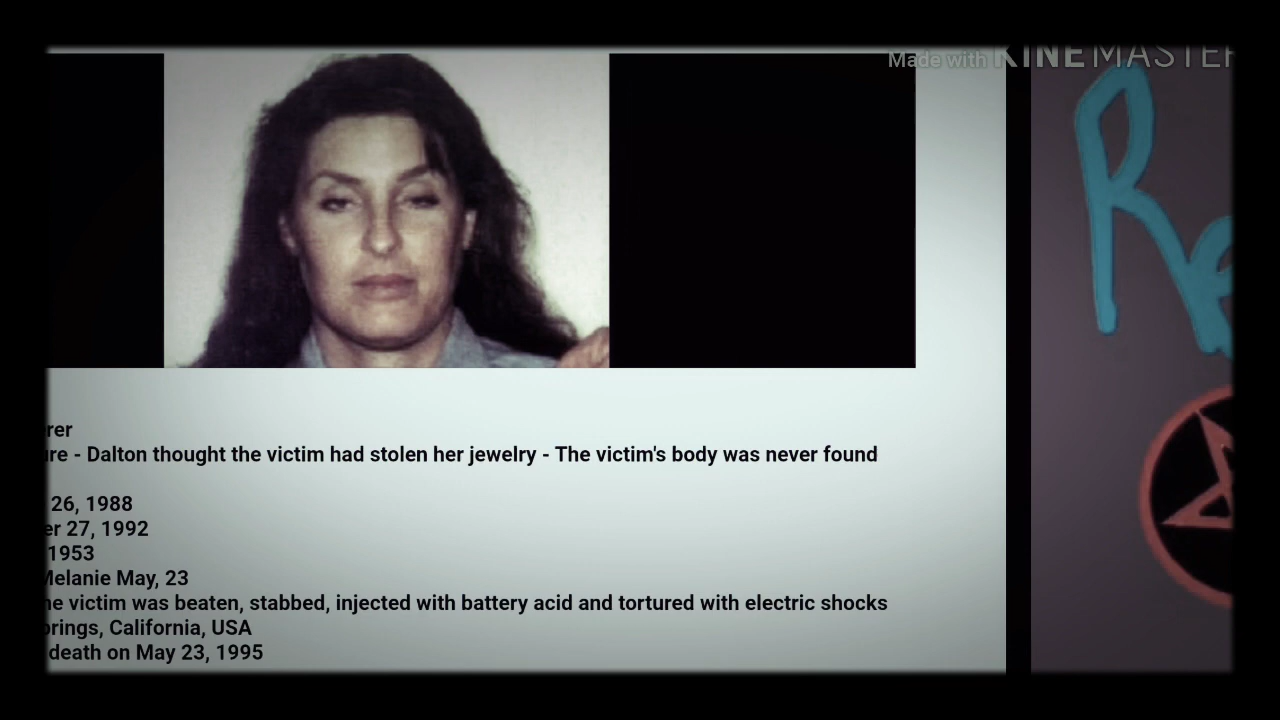 Made with KINEMASTER
Re
rer
ure - Dalton thought the victim had stolen her jewelry - The victim's body was never found
26, 1988
er 27, 1992
1953
Melanie May, 23
he victim was beaten, stabbed, injected with battery acid and tortured with electric shocks
prings, California, USA
death on May 23, 1995